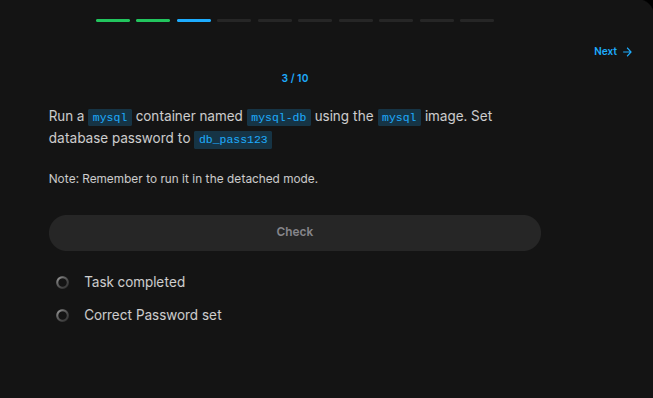 Next →
3 / 10
Run a mysql container named mysql-db using the mysql image. Set
database password to db_pass123
Note: Remember to run it in the detached mode.
Check
Task completed
Correct Password set